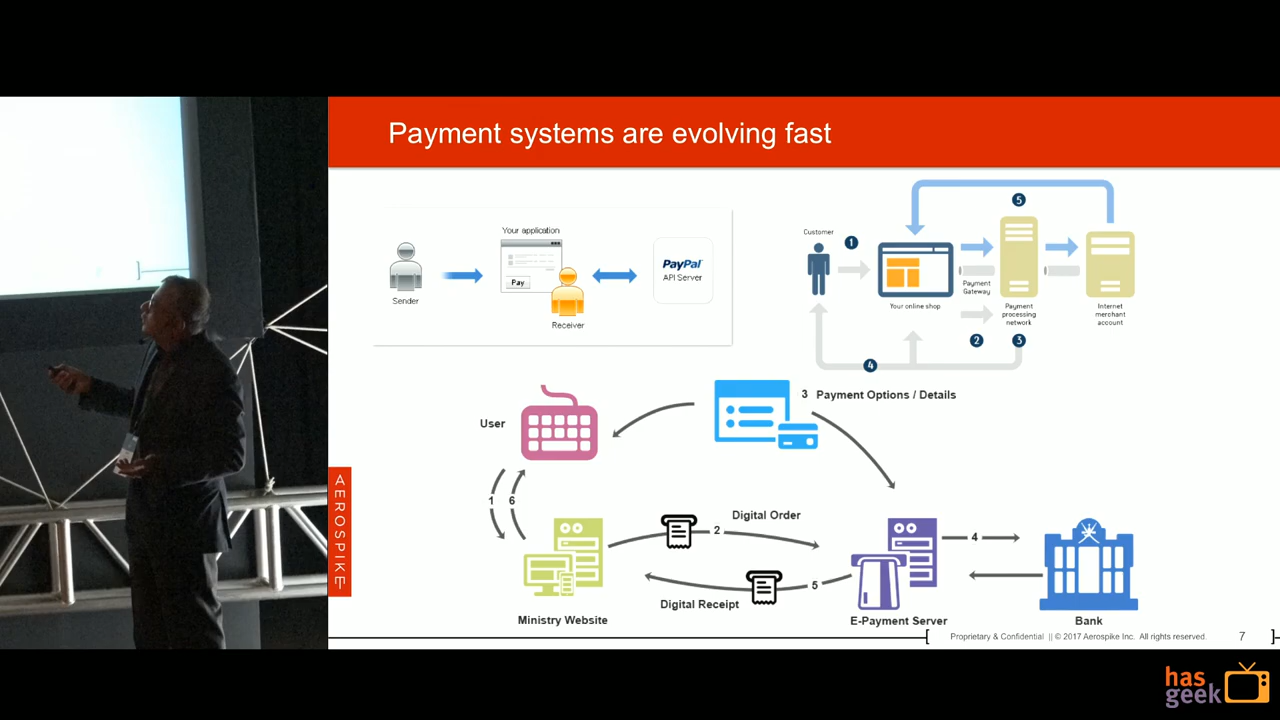 Payment systems are evolving fast
Your application
Pay
Sender
Receiver
PayPal
API Server
Customer
1
5
Your online shop
Payment
Gateway
Payment
processing
network
Internet
merchant
account
2
3
4
3 Payment Options / Details
User
1
6
Digital Order
2
4
5
Digital Receipt
Ministry Website
E-Payment Server
Bank
AEROSPIKE
Proprietary & Confidential || © 2017 Aerospike Inc. All rights reserved.
7
has
geek